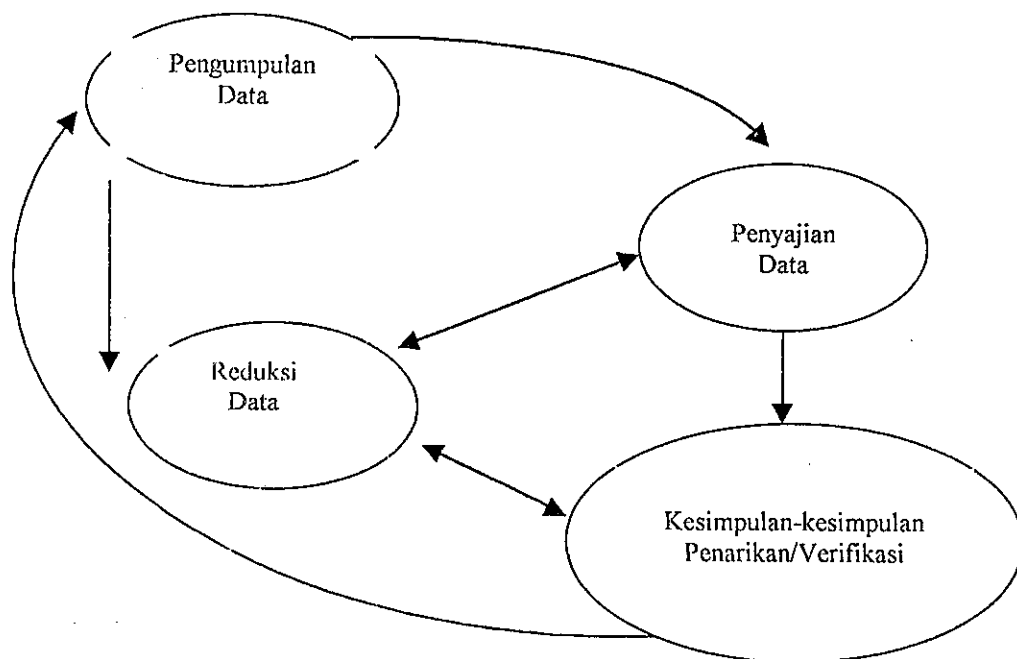 Pengumpulan
Data
Penyajian
Data
Reduksi
Data
Kesimpulan-kesimpulan
Penarikan/Verifikasi